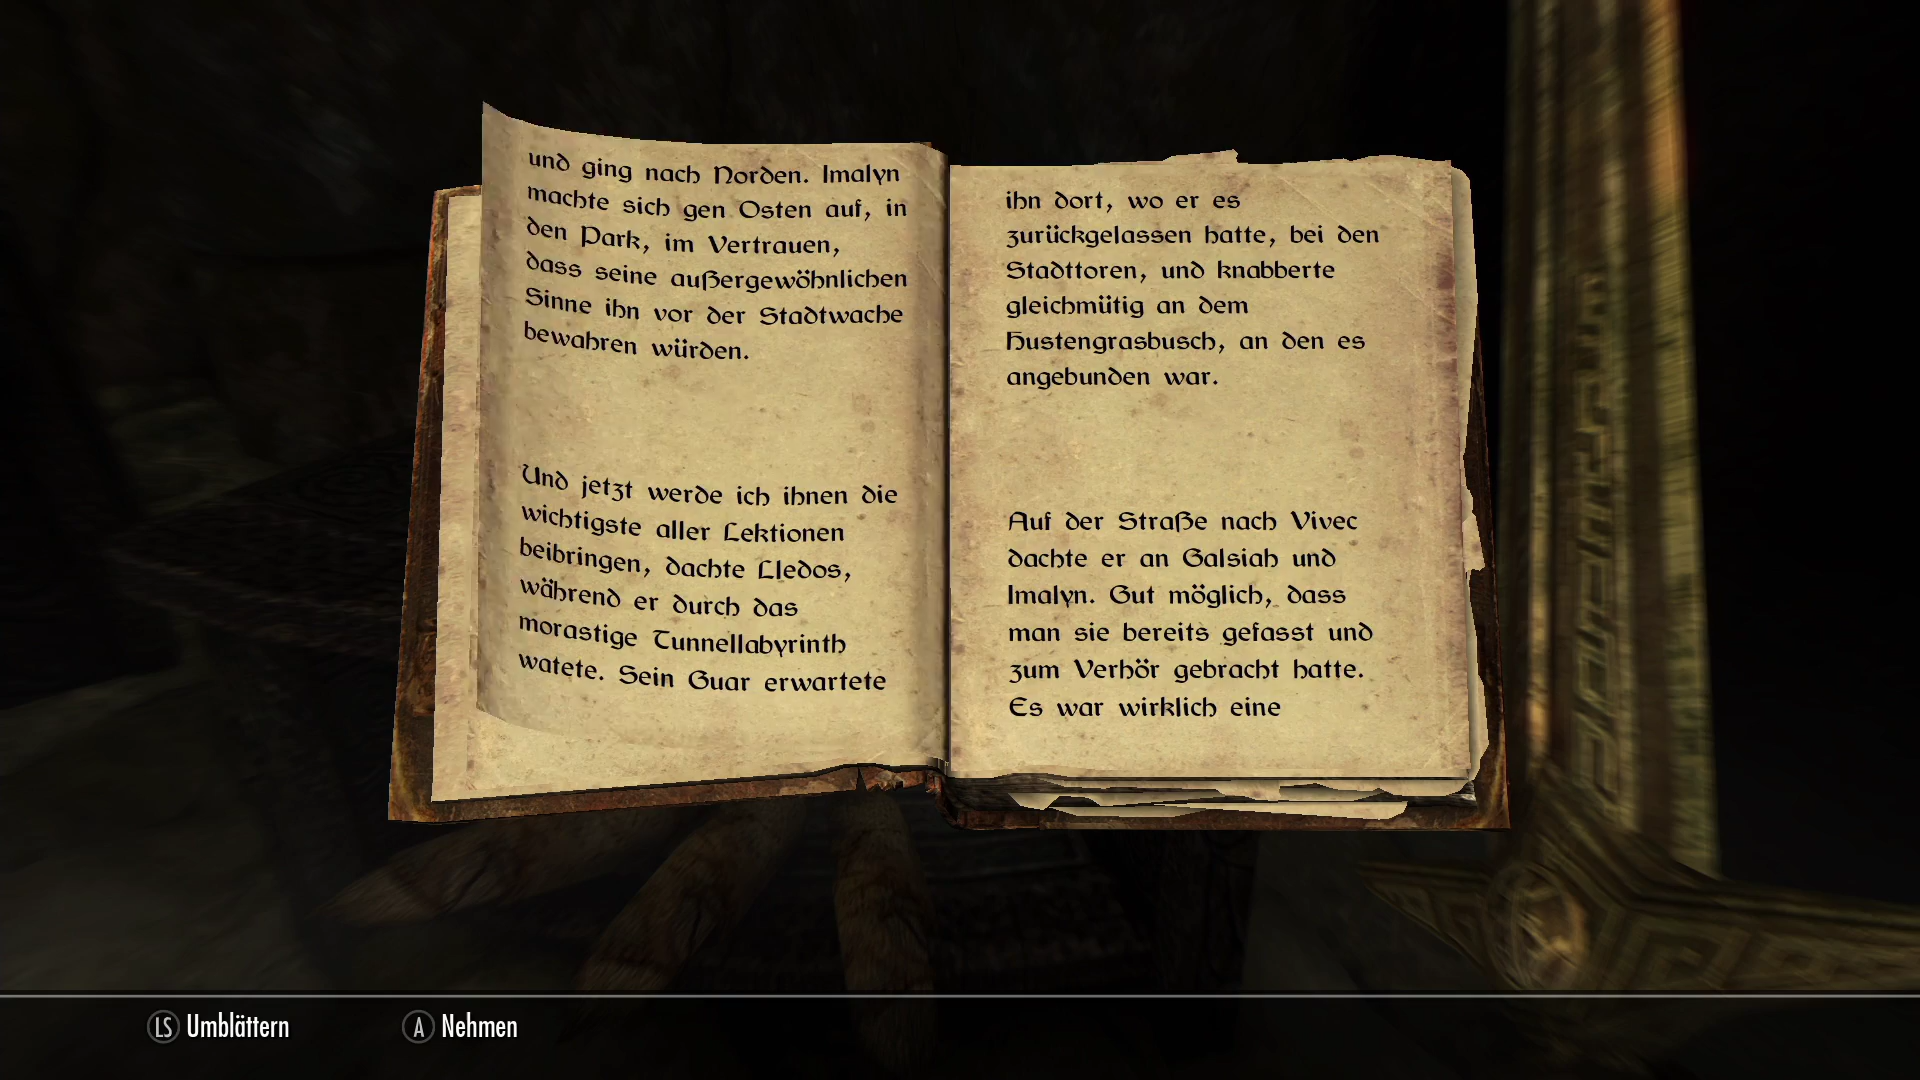 und ging nach Norden. Imalyn
machte sich gen Osten auf, in
den Park, im Vertrauen,
dass seine außergewöhnlichen
Sinne ihn vor der Stadtwache
bewahren würden.
Und jetzt werde ich ihnen die
wichtigste aller Lektionen
beibringen, dachte Lledos,
während er durch das
morastige Tunnellabyrinth
watete. Sein Guar erwartete
ihn dort, wo er es
zurückgelassen hatte, bei den
Stadttoren, und knabberte
gleichmütig an dem
Hustengrasbusch, an den es
angebunden war.
Auf der Straße nach Vivec
dachte er an Galsiah und
Imalyn. Gut möglich, dass
man sie bereits gefasst und
zum Verhör gebracht hatte.
Es war wirklich eine
LS Umblättern
A Nehmen